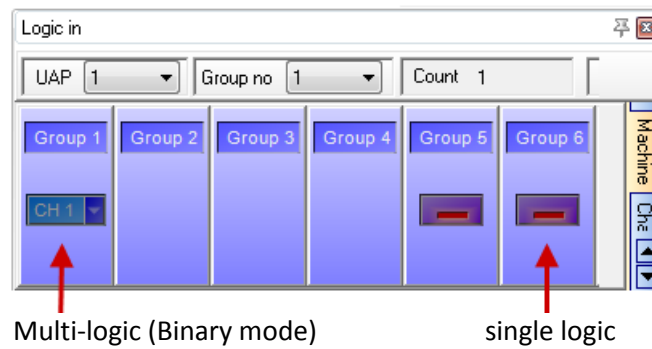 Logic in
UAP 1 Group no 1 Count 1
Group 1 Group 2 Group 3 Group 4 Group 5 Group 6
CH 1
Machine
Multi-logic (Binary mode) single logic